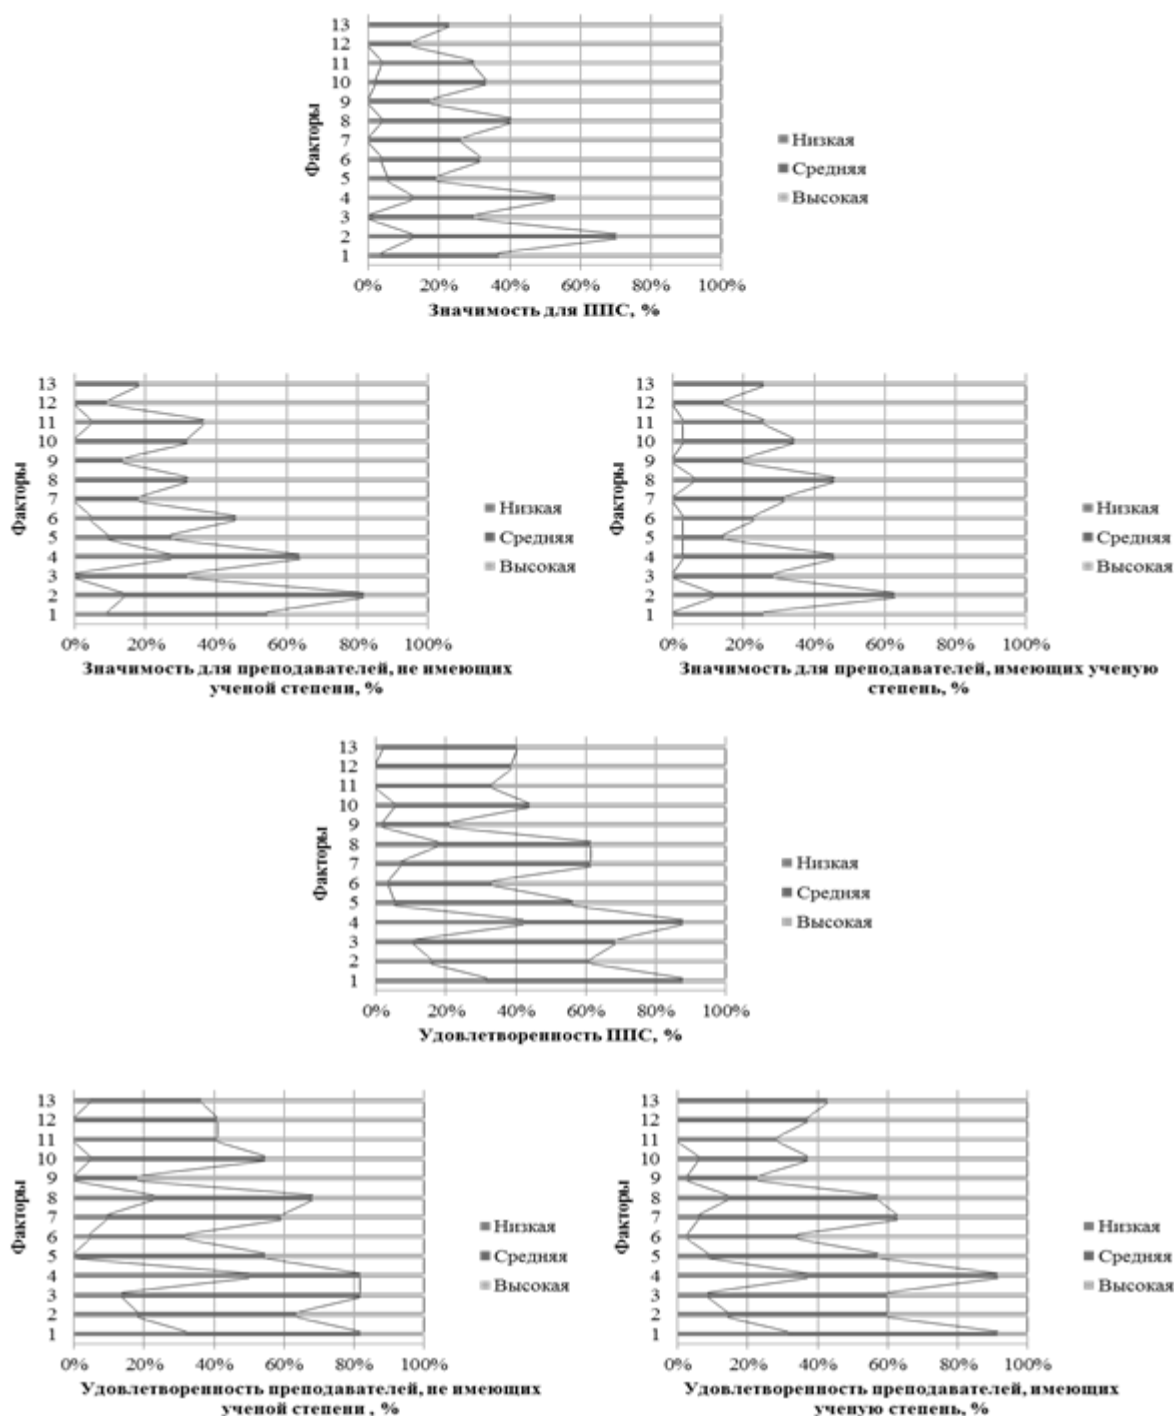 Факторы
13
12
11
10
9
8
7
6
5
4
3
2
1
0% 20% 40% 60% 80% 100%
Значимость для ППС, %
Низкая
Средняя
Высокая
Факторы
13
12
11
10
9
8
7
6
5
4
3
2
1
0% 20% 40% 60% 80% 100%
Значимость для преподавателей, не имеющих
ученой степени, %
Низкая
Средняя
Высокая
Факторы
13
12
11
10
9
8
7
6
5
4
3
2
1
0% 20% 40% 60% 80% 100%
Значимость для преподавателей, имеющих ученую
степень, %
Низкая
Средняя
Высокая
Факторы
13
12
11
10
9
8
7
6
5
4
3
2
1
0% 20% 40% 60% 80% 100%
Удовлетворенность ППС, %
Низкая
Средняя
Высокая
Факторы
13
12
11
10
9
8
7
6
5
4
3
2
1
0% 20% 40% 60% 80% 100%
Удовлетворенность преподавателей, не имеющих
ученой степени , %
Низкая
Средняя
Высокая
Факторы
13
12
11
10
9
8
7
6
5
4
3
2
1
0% 20% 40% 60% 80% 100%
Удовлетворенность преподавателей, имеющих
ученую степень, %
Низкая
Средняя
Высокая